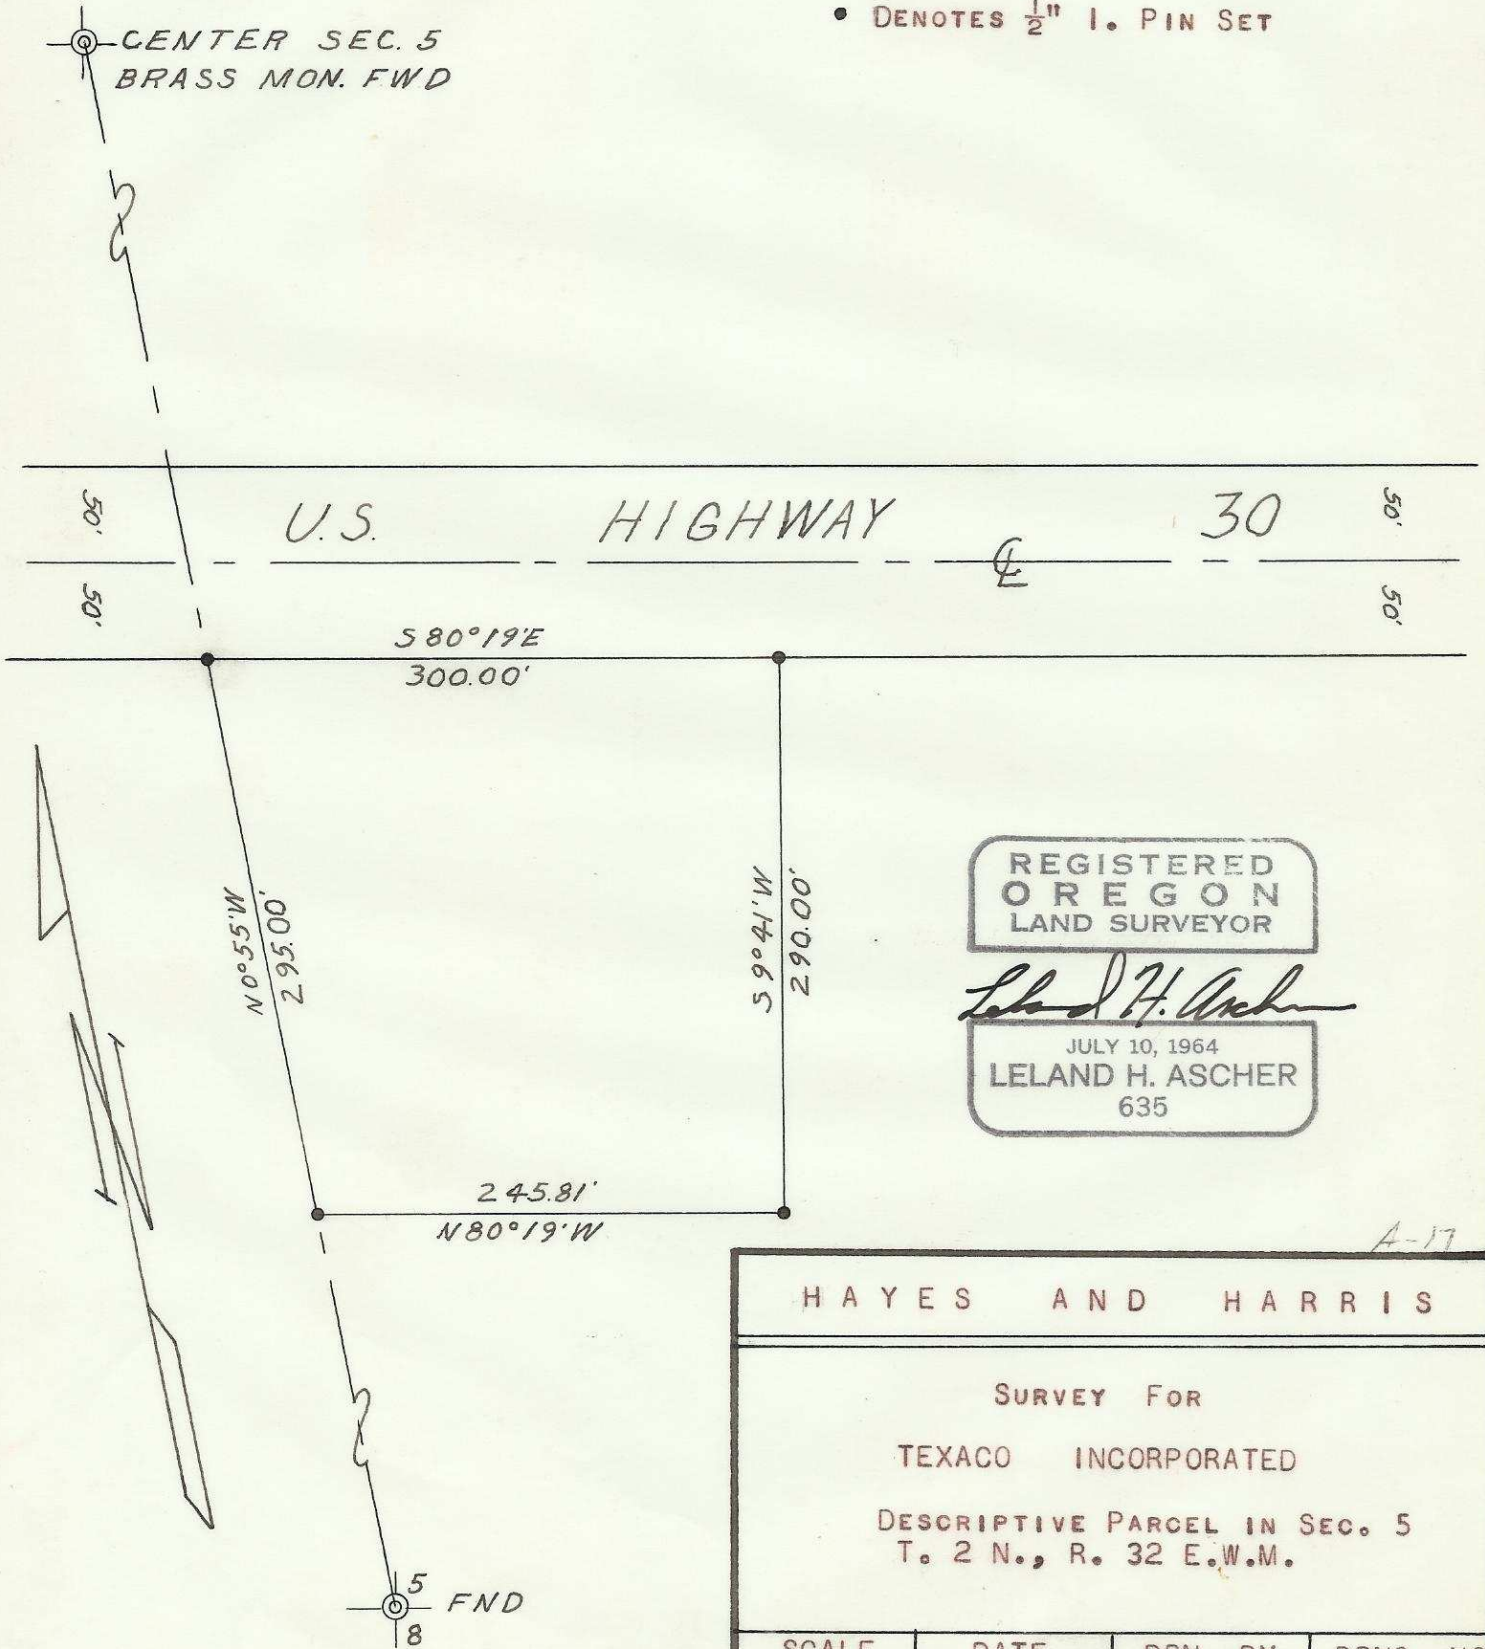 CENTER SEC. 5
BRASS MON. FWD
• DENOTES ½" I. PIN SET
50'
U.S. HIGHWAY 30
50'
50'
℄
50'
S 80°19'E
300.00'
N 0°55'W
295.00'
S 9°41'W
290.00'
245.81'
N 80°19'W
N
REGISTERED
OREGON
LAND SURVEYOR
Leland H. Ascher
JULY 10, 1964
LELAND H. ASCHER
635
A-17
HAYES AND HARRIS
SURVEY FOR
TEXACO INCORPORATED
DESCRIPTIVE PARCEL IN SEC. 5
T. 2 N., R. 32 E.W.M.
5
FND
8
SCALE DATE